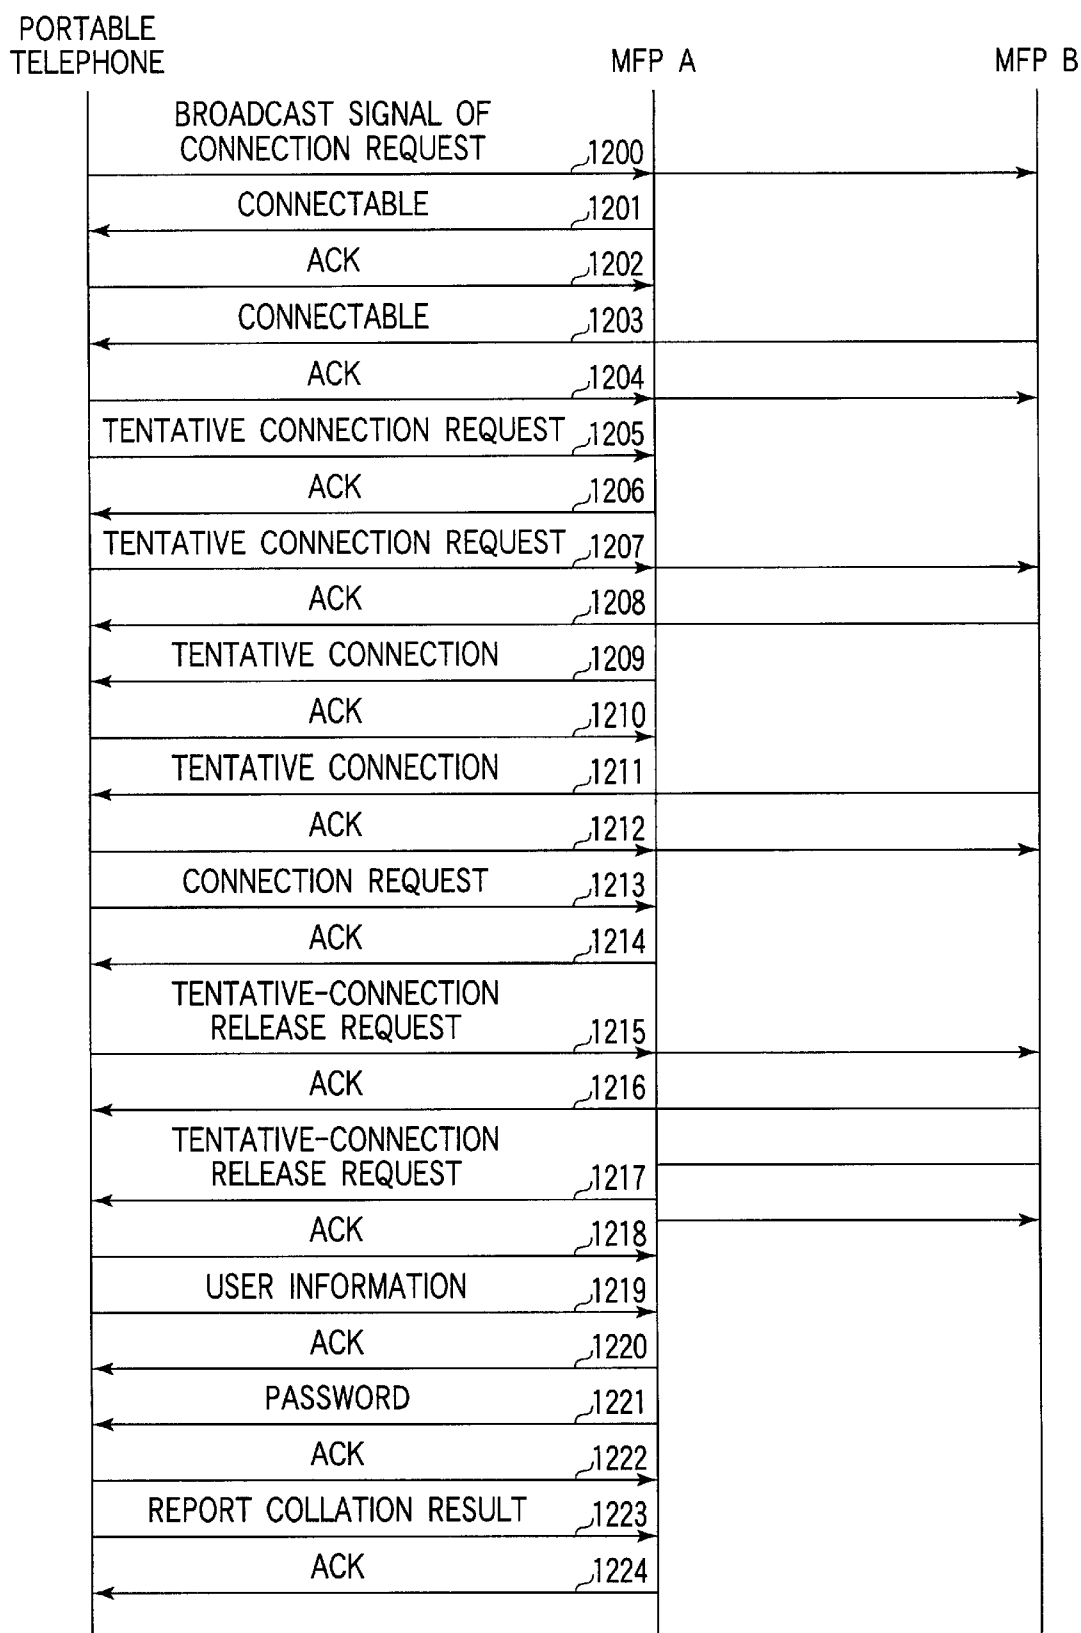 PORTABLE
TELEPHONE
MFP A
MFP B
BROADCAST SIGNAL OF
CONNECTION REQUEST
1200
CONNECTABLE
1201
ACK
1202
CONNECTABLE
1203
ACK
1204
TENTATIVE CONNECTION REQUEST
1205
ACK
1206
TENTATIVE CONNECTION REQUEST
1207
ACK
1208
TENTATIVE CONNECTION
1209
ACK
1210
TENTATIVE CONNECTION
1211
ACK
1212
CONNECTION REQUEST
1213
ACK
1214
TENTATIVE-CONNECTION
RELEASE REQUEST
1215
ACK
1216
TENTATIVE-CONNECTION
RELEASE REQUEST
1217
ACK
1218
USER INFORMATION
1219
ACK
1220
PASSWORD
1221
ACK
1222
REPORT COLLATION RESULT
1223
ACK
1224